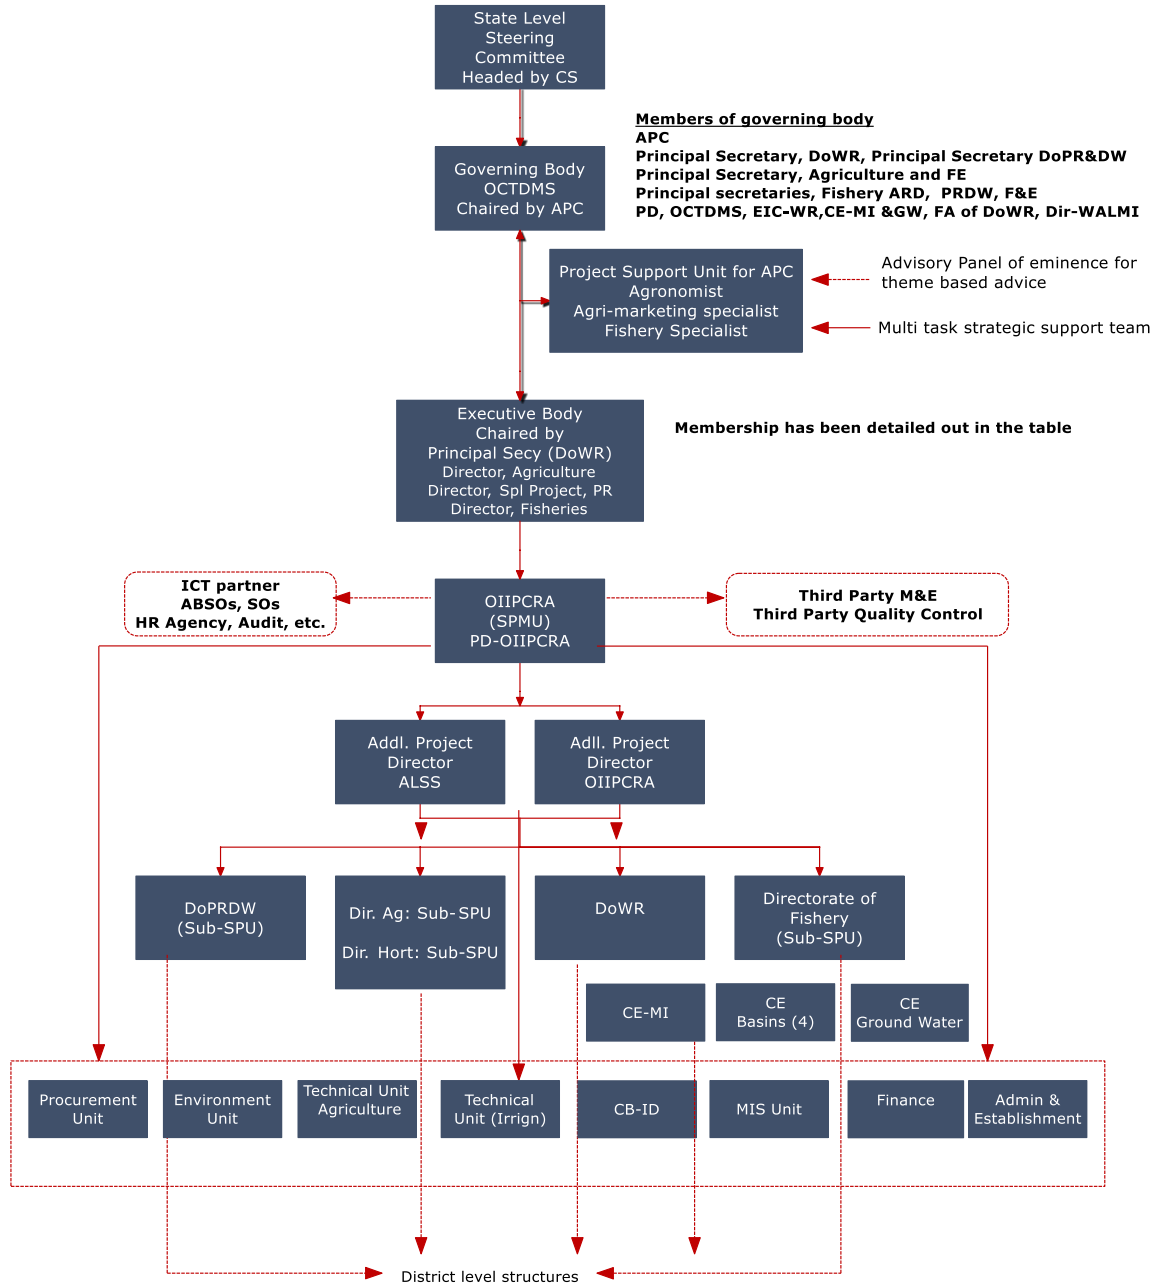 State Level
Steering
Committee
Headed by CS
Members of governing body
APC
Principal Secretary, DoWR, Principal Secretary DoPR&DW
Principal Secretary, Agriculture and FE
Principal secretaries, Fishery ARD, PRDW, F&E
PD, OCTDMS, EIC-WR,CE-MI &GW, FA of DoWR, Dir-WALMI
Governing Body
OCTDMS
Chaired by APC
Project Support Unit for APC
Agronomist
Agri-marketing specialist
Fishery Specialist
Advisory Panel of eminence for
theme based advice
Multi task strategic support team
Executive Body
Chaired by
Principal Secy (DoWR)
Director, Agriculture
Director, Spl Project, PR
Director, Fisheries
Membership has been detailed out in the table
ICT partner
ABSOs, SOs
HR Agency, Audit, etc.
OIIPCRA
(SPMU)
PD-OIIPCRA
Third Party M&E
Third Party Quality Control
Addl. Project
Director
ALSS
Adll. Project
Director
OIIPCRA
DoPRDW
(Sub-SPU)
Dir. Ag: Sub-SPU
Dir. Hort: Sub-SPU
DoWR
Directorate of
Fishery
(Sub-SPU)
CE-MI
CE
Basins (4)
CE
Ground Water
Procurement
Unit
Environment
Unit
Technical Unit
Agriculture
Technical
Unit (Irrign)
CB-ID
MIS Unit
Finance
Admin &
Establishment
District level structures